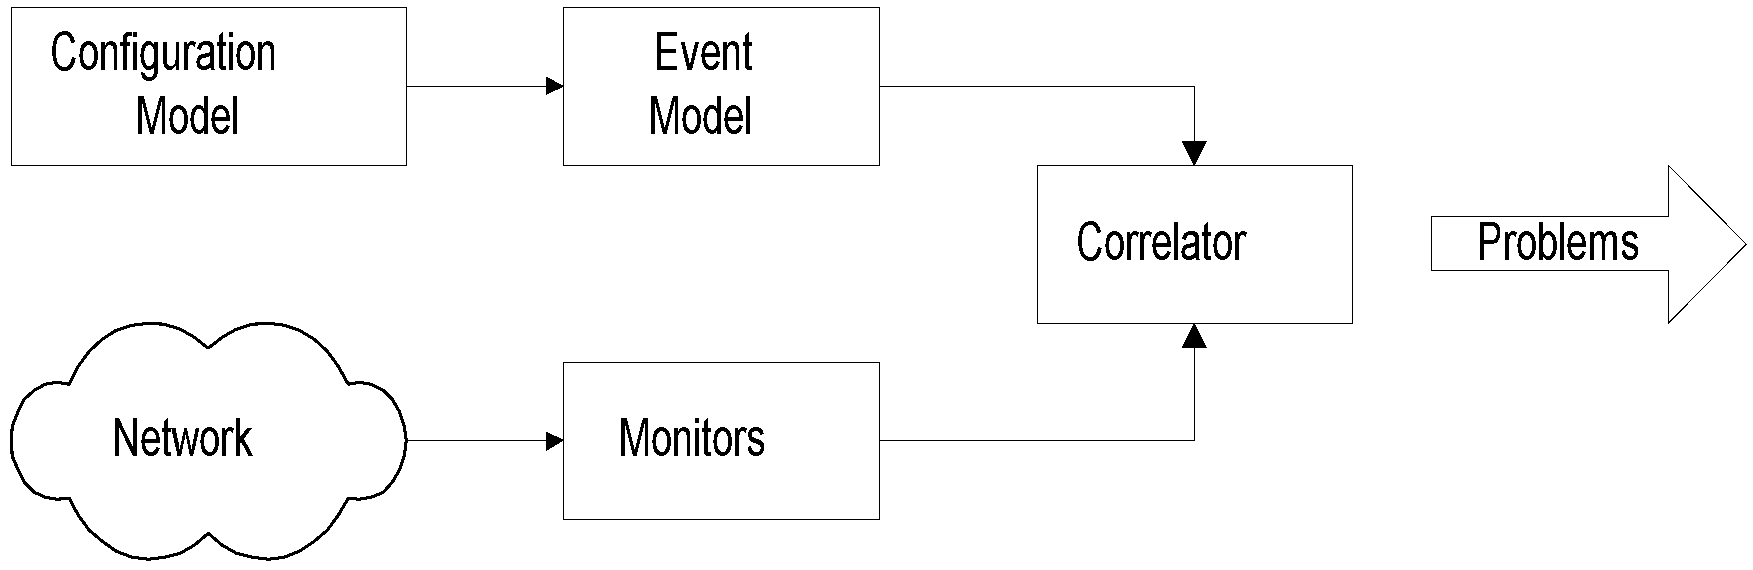 Configuration
Model
Event
Model
Correlator
Problems
Network
Monitors